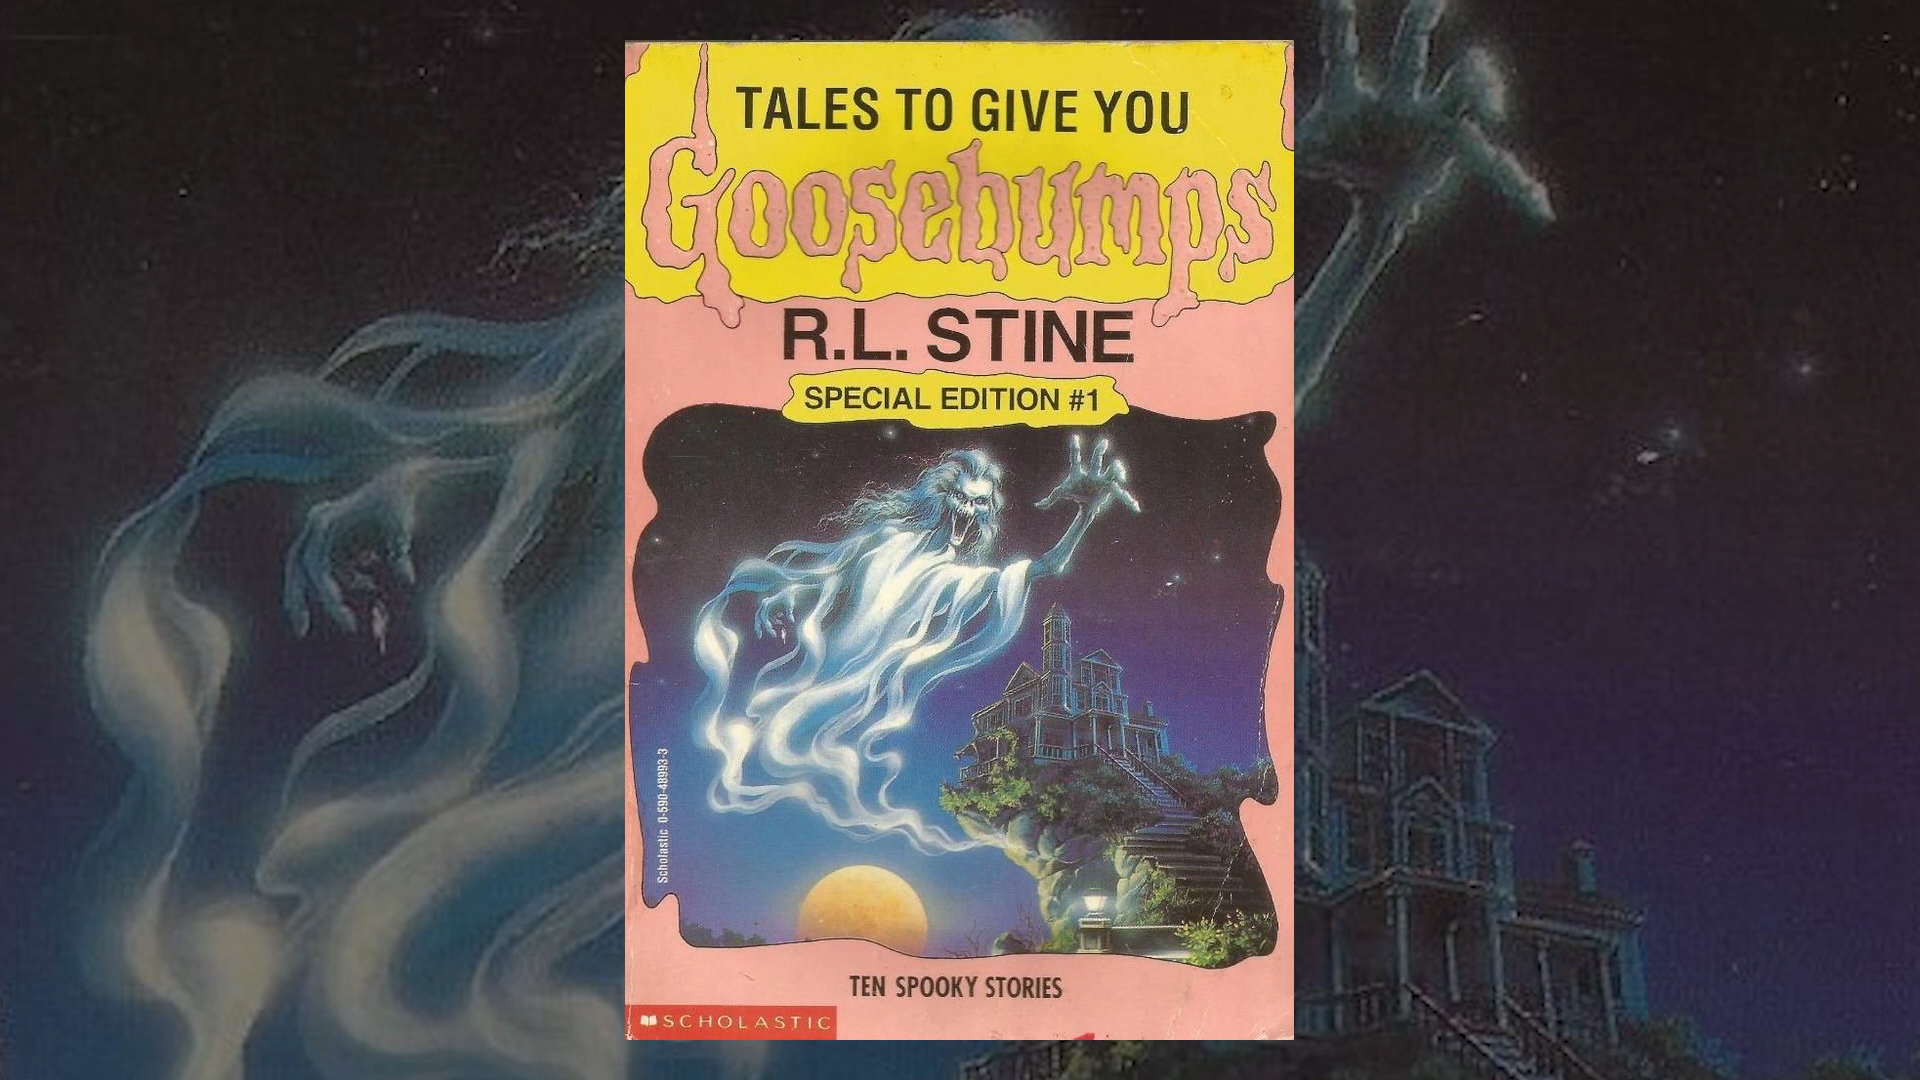 TALES TO GIVE YOU
Goosebumps
R.L. STINE
SPECIAL EDITION #1
Scholastic 0-590-48993-3
TEN SPOOKY STORIES
SCHOLASTIC